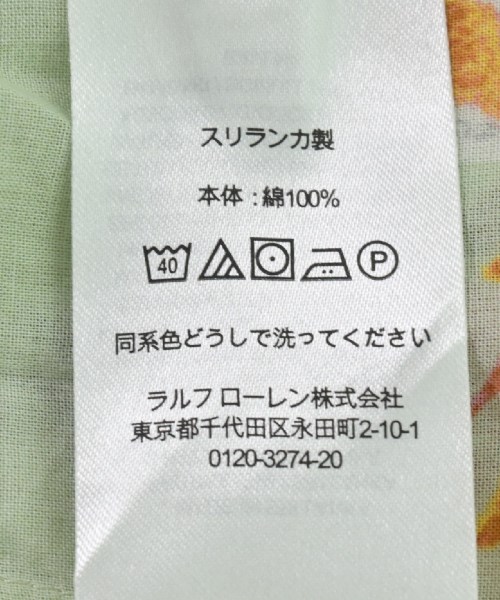 スリランカ製
本体 : 綿100%
40 P
同系色どうしで洗ってください
ラルフ ローレン株式会社
東京都千代田区永田町2-10-1
0120-3274-20